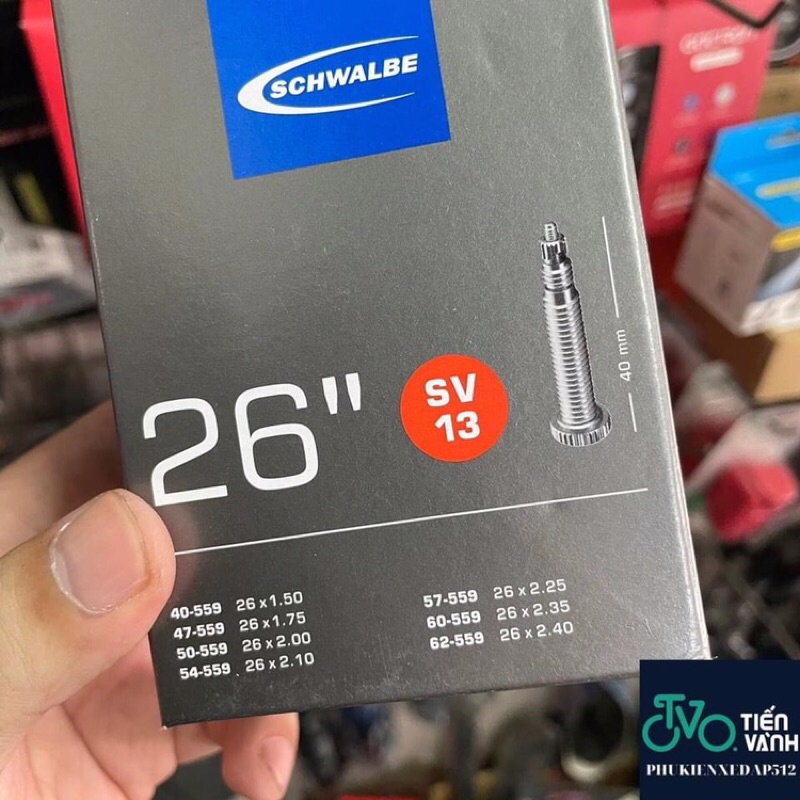 SCHWALBE
40 mm
26"
SV
13
40-559 26 x 1.50
47-559 26 x 1.75
50-559 26 x 2.00
54-559 26 x 2.10
57-559 26 x 2.25
60-559 26 x 2.35
62-559 26 x 2.40
TVO
TIẾN
VÀNH
PHUKIENXEDAP512